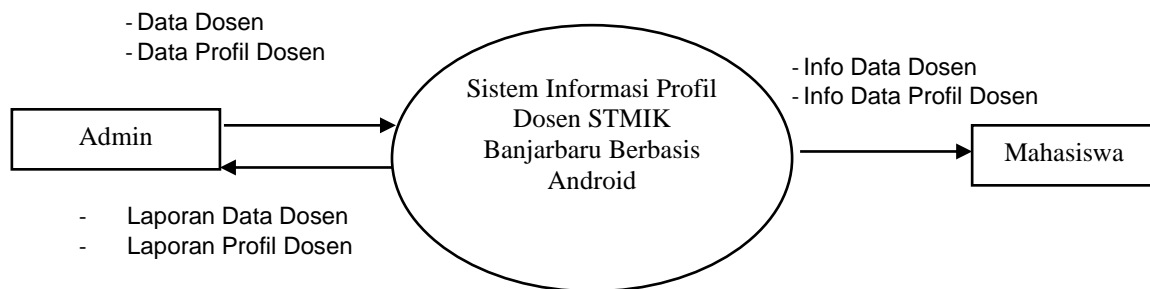 - Data Dosen
- Data Profil Dosen
Admin
- Laporan Data Dosen
- Laporan Profil Dosen
Sistem Informasi Profil
Dosen STMIK
Banjarbaru Berbasis
Android
- Info Data Dosen
- Info Data Profil Dosen
Mahasiswa